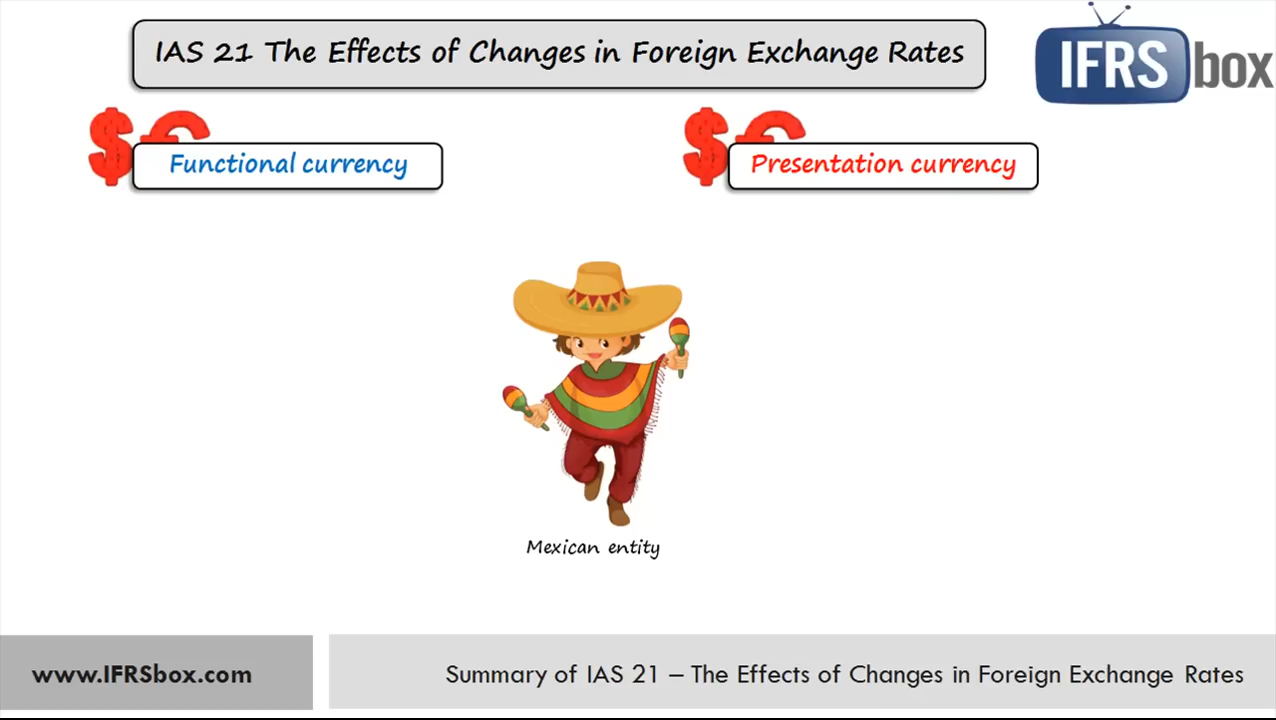 IAS 21 The Effects of Changes in Foreign Exchange Rates
IFRS box
$€ Functional currency
$€ Presentation currency
Mexican entity
www.IFRSbox.com
Summary of IAS 21 – The Effects of Changes in Foreign Exchange Rates